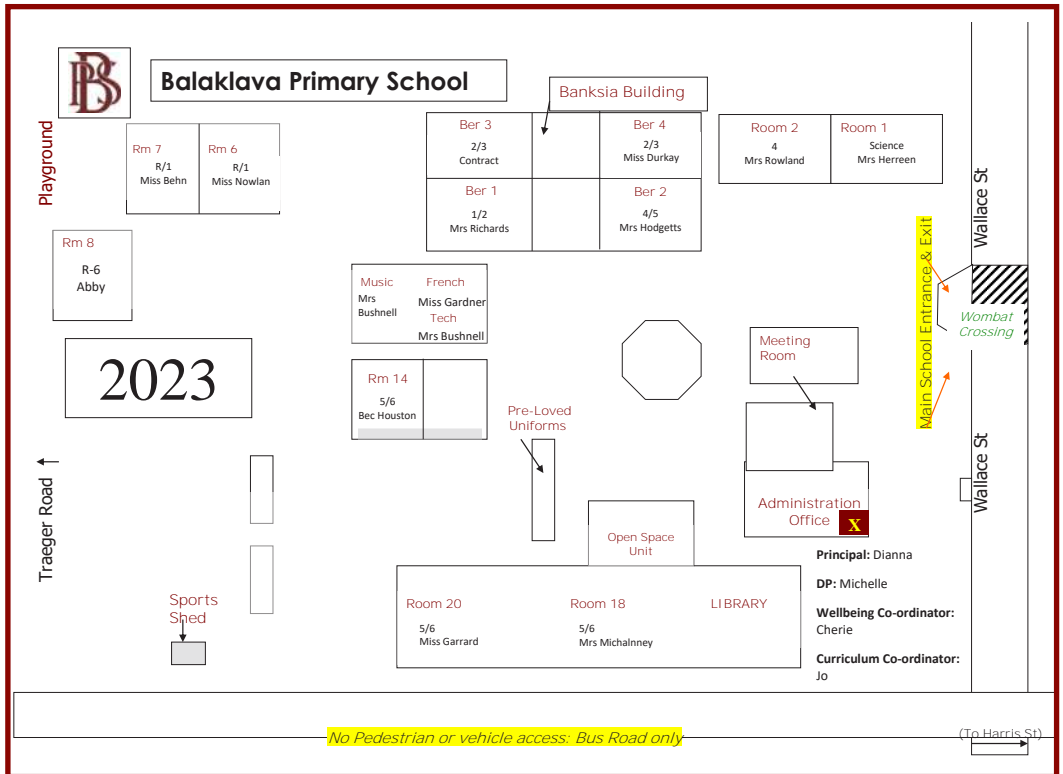 PBS
Balaklava Primary School
Banksia Building
Playground
Rm 7
R/1
Miss Behn
Rm 6
R/1
Miss Nowlan
Ber 3
2/3
Contract
Ber 4
2/3
Miss Durkay
Ber 1
1/2
Mrs Richards
Ber 2
4/5
Mrs Hodgetts
Room 2
4
Mrs Rowland
Room 1
Science
Mrs Herreen
Wallace St
Rm 8
R-6
Abby
Music
Mrs
Bushnell
French
Miss Gardner
Tech
Mrs Bushnell
Main School Entrance & Exit
Wombat
Crossing
2023
Meeting
Room
Rm 14
5/6
Bec Houston
Pre-Loved
Uniforms
Wallace St
Traeger Road
Administration
Office
X
Open Space
Unit
Principal: Dianna
DP: Michelle
Wellbeing Co-ordinator:
Cherie
Curriculum Co-ordinator:
Jo
Sports
Shed
Room 20
5/6
Miss Garrard
Room 18
5/6
Mrs Michalnney
LIBRARY
No Pedestrian or vehicle access: Bus Road only
(To Harris St)